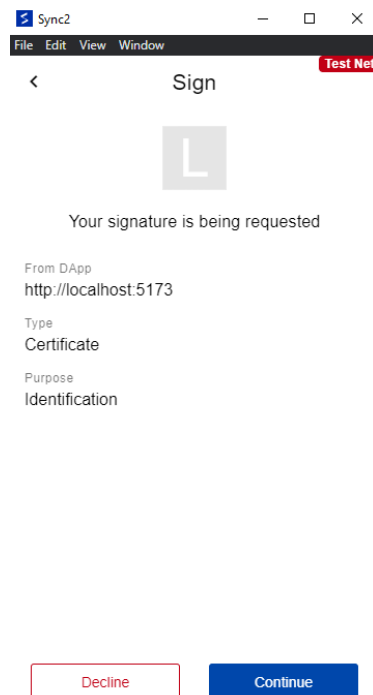 Sync2
File Edit View Window
Test Net
Sign
L
Your signature is being requested
From DApp
http://localhost:5173
Type
Certificate
Purpose
Identification
Decline
Continue